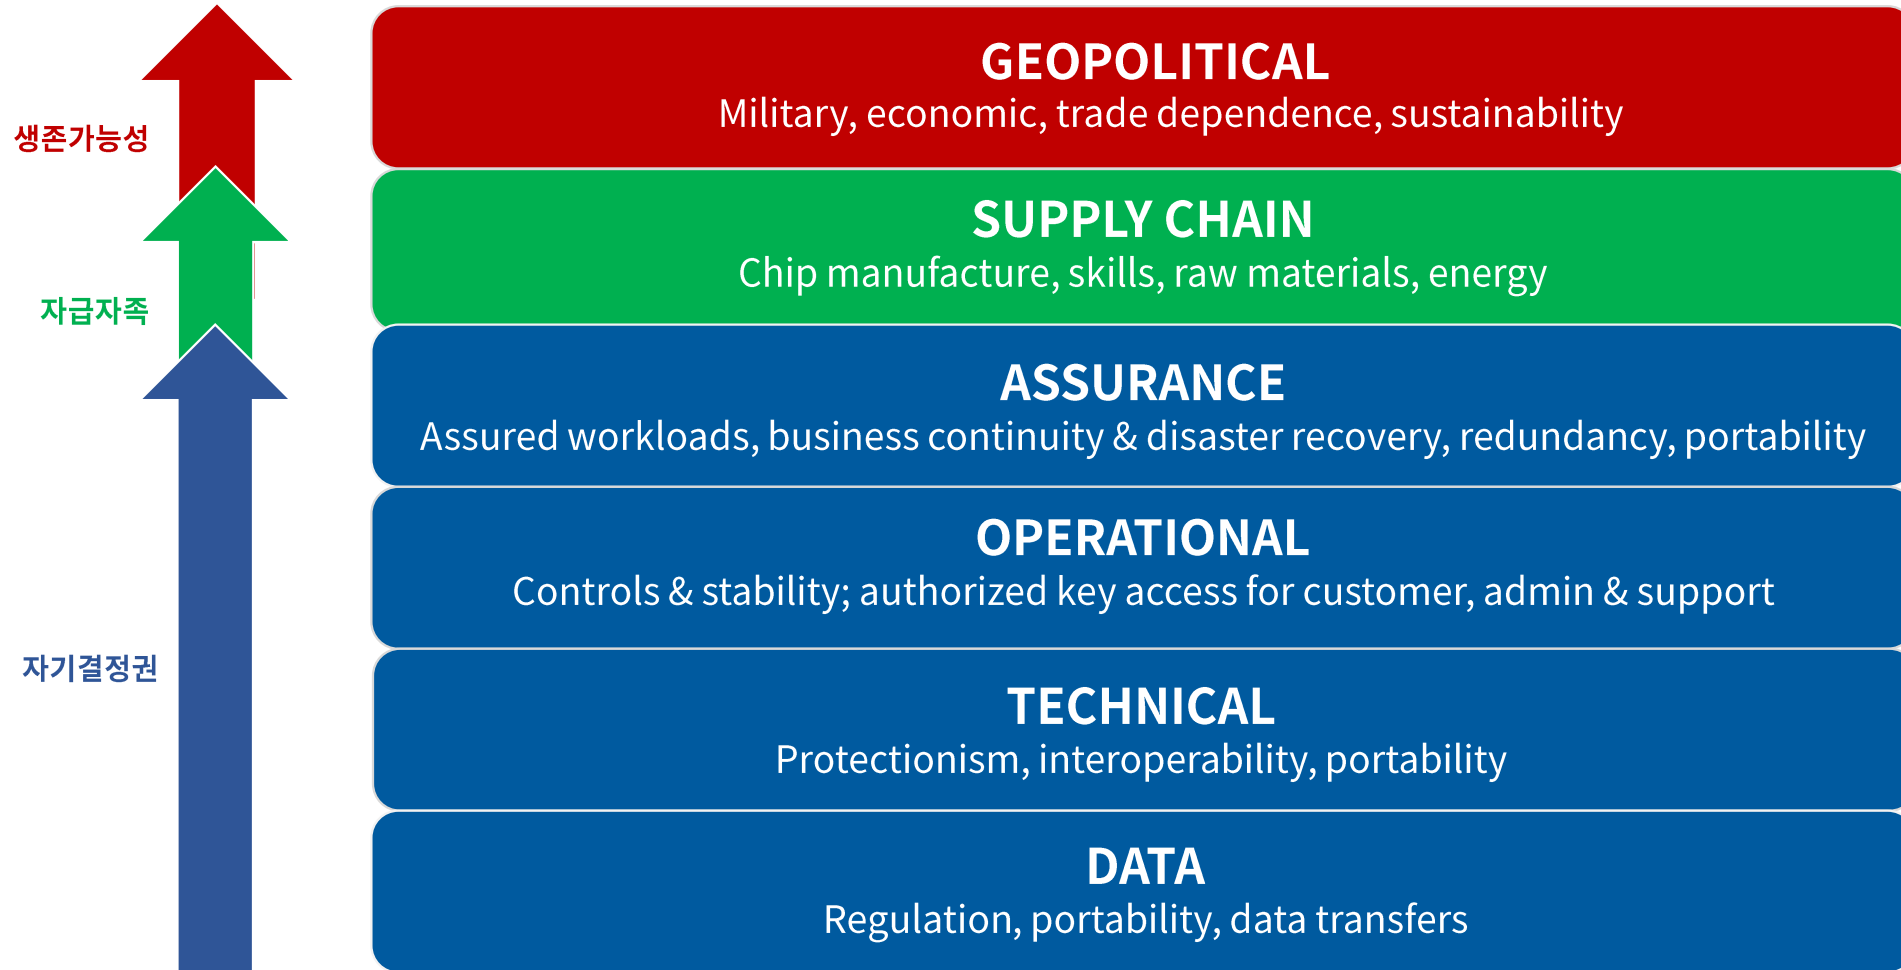 GEOPOLITICAL
Military, economic, trade dependence, sustainability
생존가능성
SUPPLY CHAIN
Chip manufacture, skills, raw materials, energy
자급자족
ASSURANCE
Assured workloads, business continuity & disaster recovery, redundancy, portability
OPERATIONAL
Controls & stability; authorized key access for customer, admin & support
자기결정권
TECHNICAL
Protectionism, interoperability, portability
DATA
Regulation, portability, data transfers